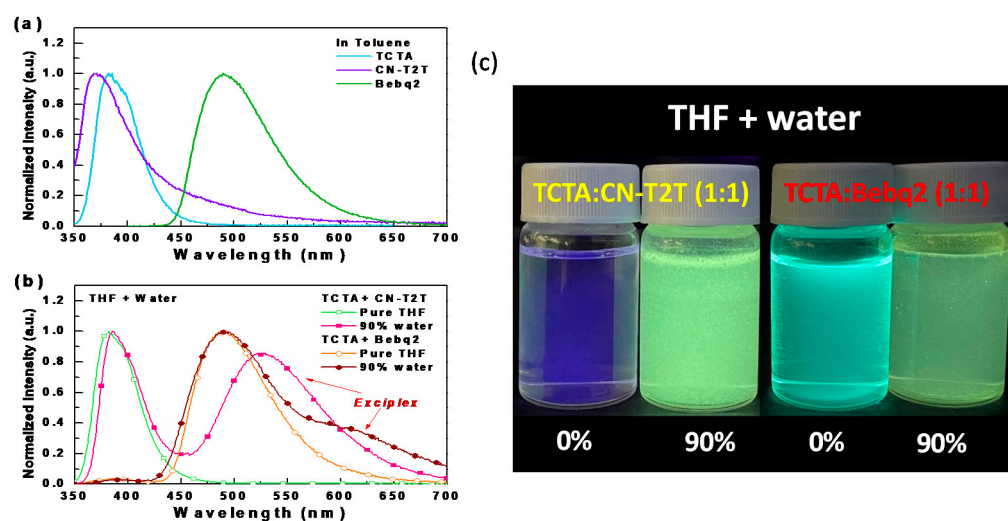 (a)
In Toluene
TCTA
CN-T2T
Bebq2
Normalized Intensity (a.u.)
1.2
1.0
0.8
0.6
0.4
0.2
0.0
350 400 450 500 550 600 650 700
Wavelength (nm)
(b)
THF + Water
TCTA+ CN-T2T
Pure THF
90% water
TCTA+ Bebq2
Pure THF
90% water
Exciplex
Normalized Intensity (a.u.)
1.2
1.0
0.8
0.6
0.4
0.2
0.0
350 400 450 500 550 600 650 700
Wavelength (nm)
(c)
THF + water
TCTA:CN-T2T (1:1) TCTA:Bebq2 (1:1)
0% 90% 0% 90%